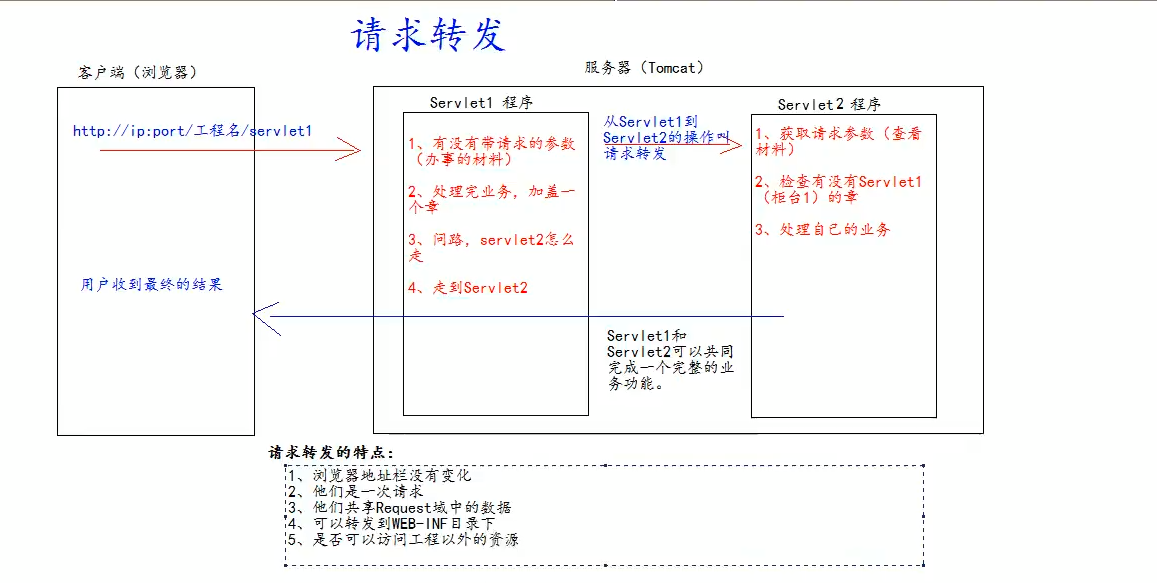 请求转发
客户端（浏览器）
服务器（Tomcat）
http://ip:port/工程名/servlet1
用户收到最终的结果
Servlet1 程序
1、有没有带请求的参数
（办事的材料）
2、处理完业务，加盖一
个章
3、问路，servlet2怎么
走
4、走到Servlet2
从Servlet1到
Servlet2的操作叫
请求转发
Servlet2 程序
1、获取请求参数（查看
材料）
2、检查有没有Servlet1
（柜台1）的章
3、处理自己的业务
Servlet1和
Servlet2可以共同
完成一个完整的业
务功能。
请求转发的特点：
1、浏览器地址栏没有变化
2、他们是一次请求
3、他们共享Request域中的数据
4、可以转发到WEB-INF目录下
5、是否可以访问工程以外的资源